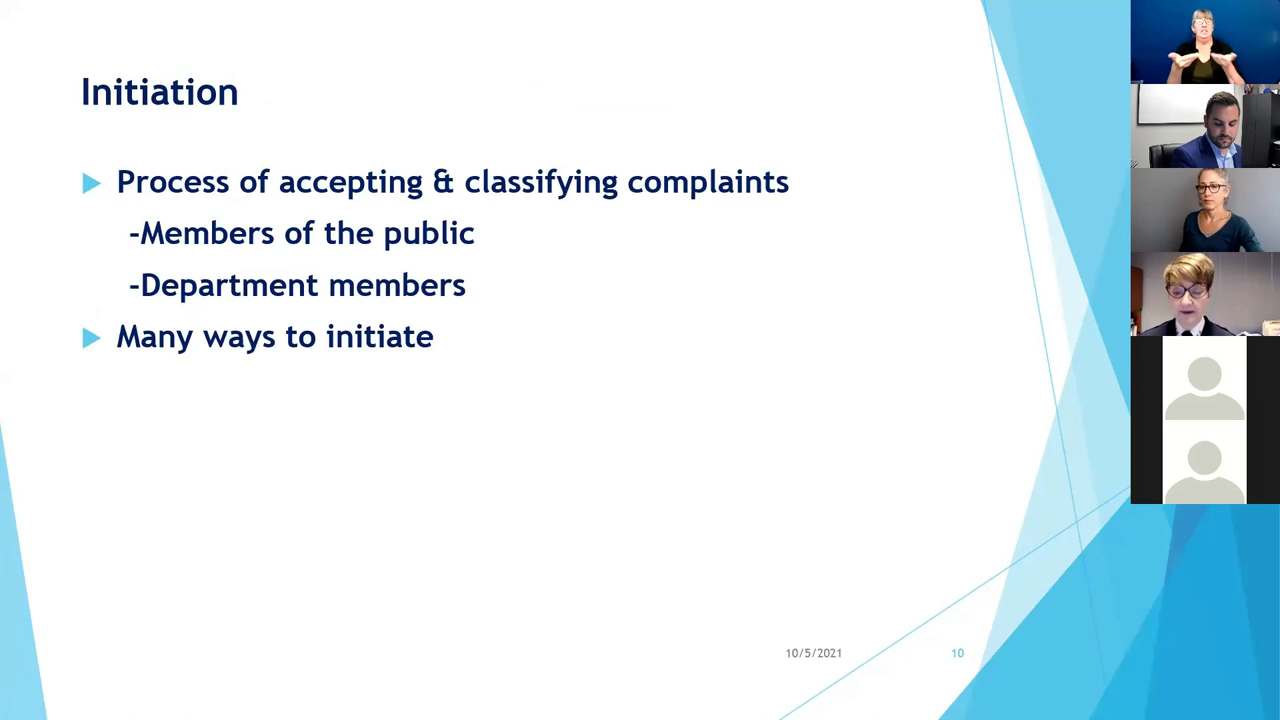 Initiation
Process of accepting & classifying complaints
-Members of the public
-Department members
Many ways to initiate
10/5/2021
10